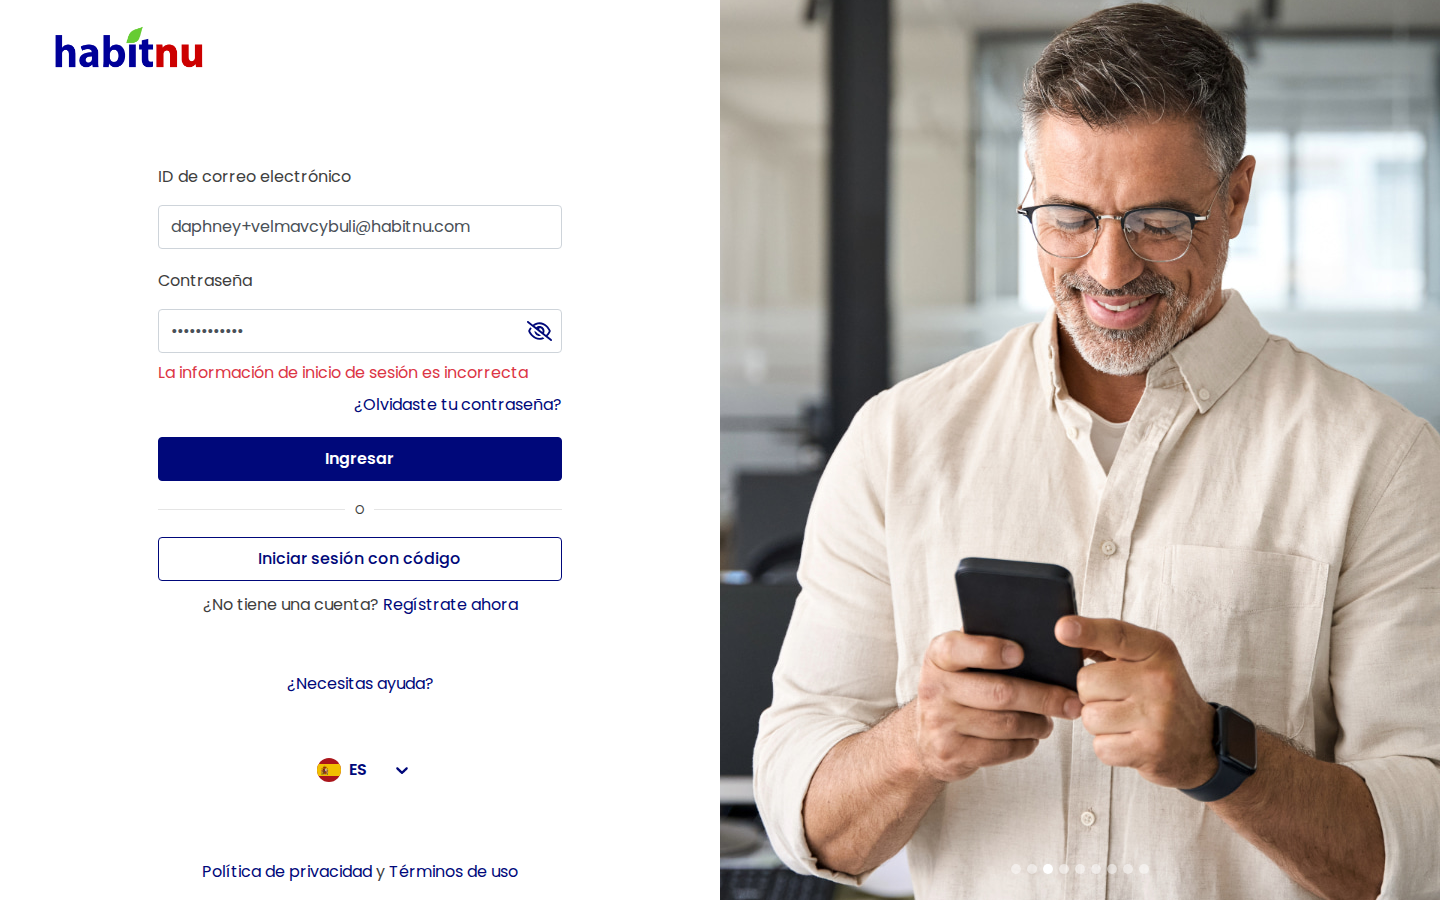 habitnu
ID de correo electrónico
daphney+velmavcybuli@habitnu.com
Contraseña
••••••••••••
La información de inicio de sesión es incorrecta
¿Olvidaste tu contraseña?
Ingresar
O
Iniciar sesión con código
¿No tiene una cuenta? Regístrate ahora
¿Necesitas ayuda?
ES
Política de privacidad y Términos de uso